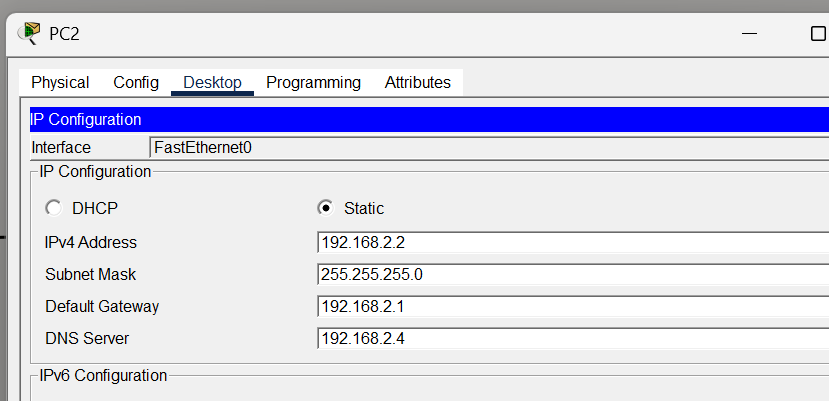 PC2
Physical Config Desktop Programming Attributes
IP Configuration
Interface FastEthernet0
IP Configuration
DHCP Static
IPv4 Address 192.168.2.2
Subnet Mask 255.255.255.0
Default Gateway 192.168.2.1
DNS Server 192.168.2.4
IPv6 Configuration